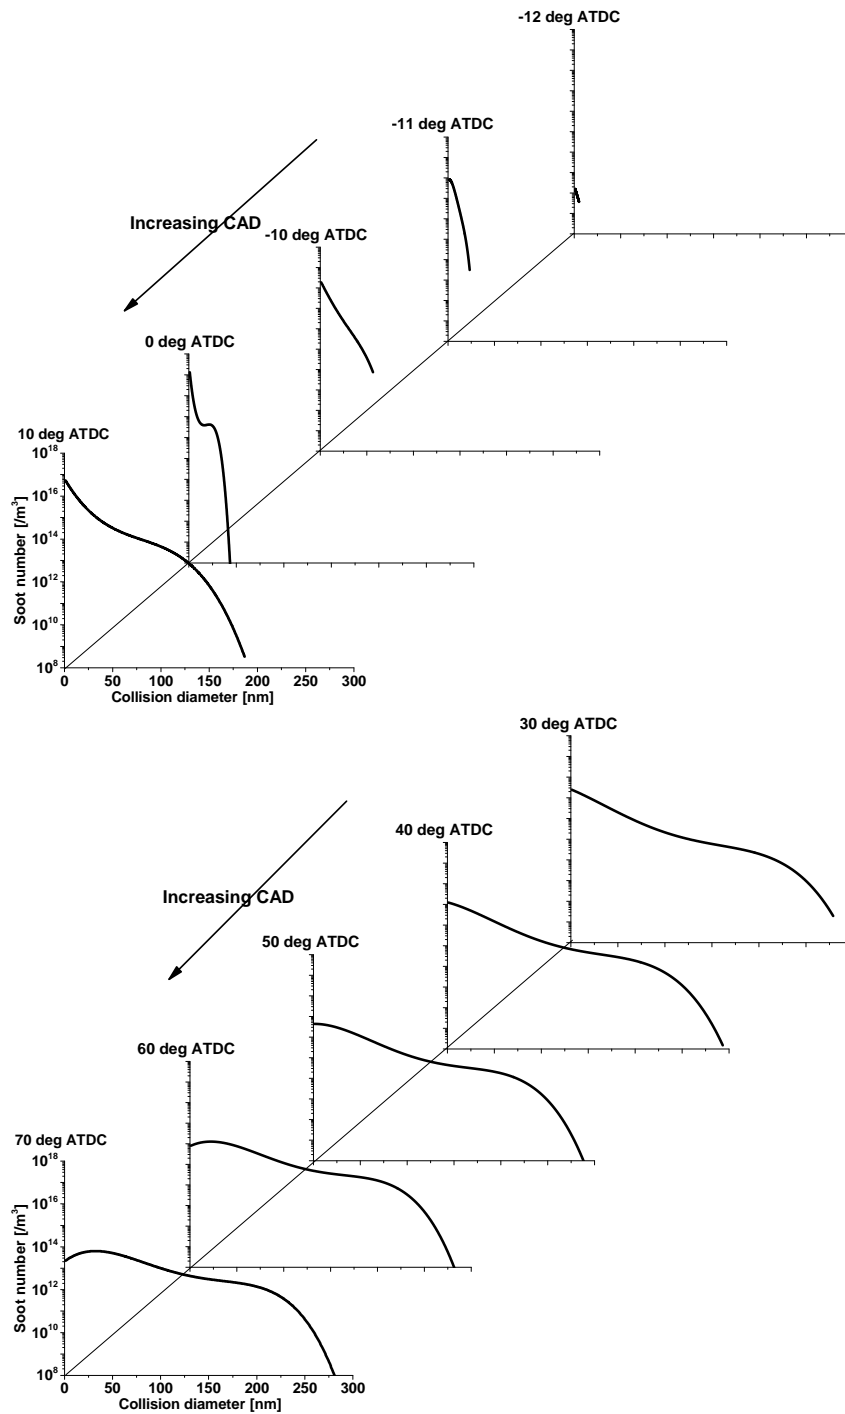 -12 deg ATDC
-11 deg ATDC
Increasing CAD
-10 deg ATDC
0 deg ATDC
10 deg ATDC
10^18
10^16
10^14
10^12
10^10
10^8
Soot number [/m^3]
0 50 100 150 200 250 300
Collision diameter [nm]
30 deg ATDC
40 deg ATDC
Increasing CAD
50 deg ATDC
60 deg ATDC
70 deg ATDC
10^18
10^16
10^14
10^12
10^10
10^8
Soot number [/m^3]
0 50 100 150 200 250 300
Collision diameter [nm]